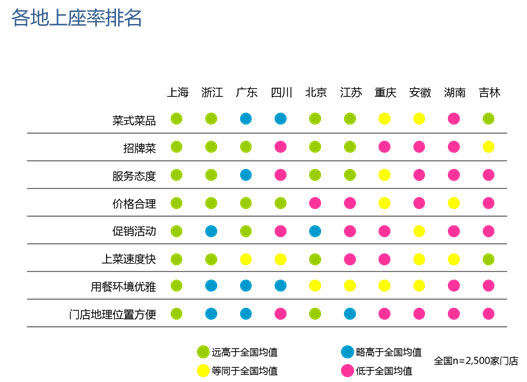 各地上座率排名
上海 浙江 广东 四川 北京 江苏 重庆 安徽 湖南 吉林
菜式菜品
招牌菜
服务态度
价格合理
促销活动
上菜速度快
用餐环境优雅
门店地理位置方便
远高于全国均值 略高于全国均值
等同于全国均值 低于全国均值
全国n=2,500家门店